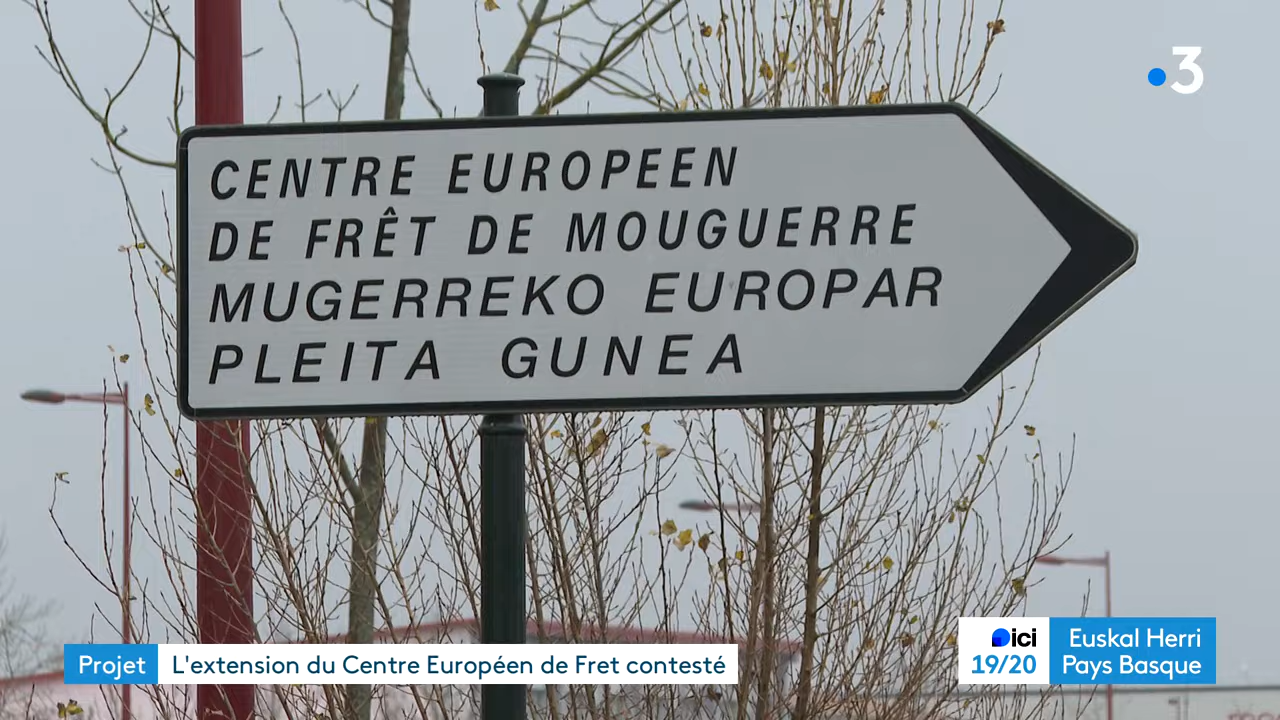 3
CENTRE EUROPEEN
DE FRÊT DE MOUGUERRE
MUGERREKO EUROPAR
PLEITA GUNEA
Projet L'extension du Centre Européen de Fret contesté
ici
19/20
Euskal Herri
Pays Basque